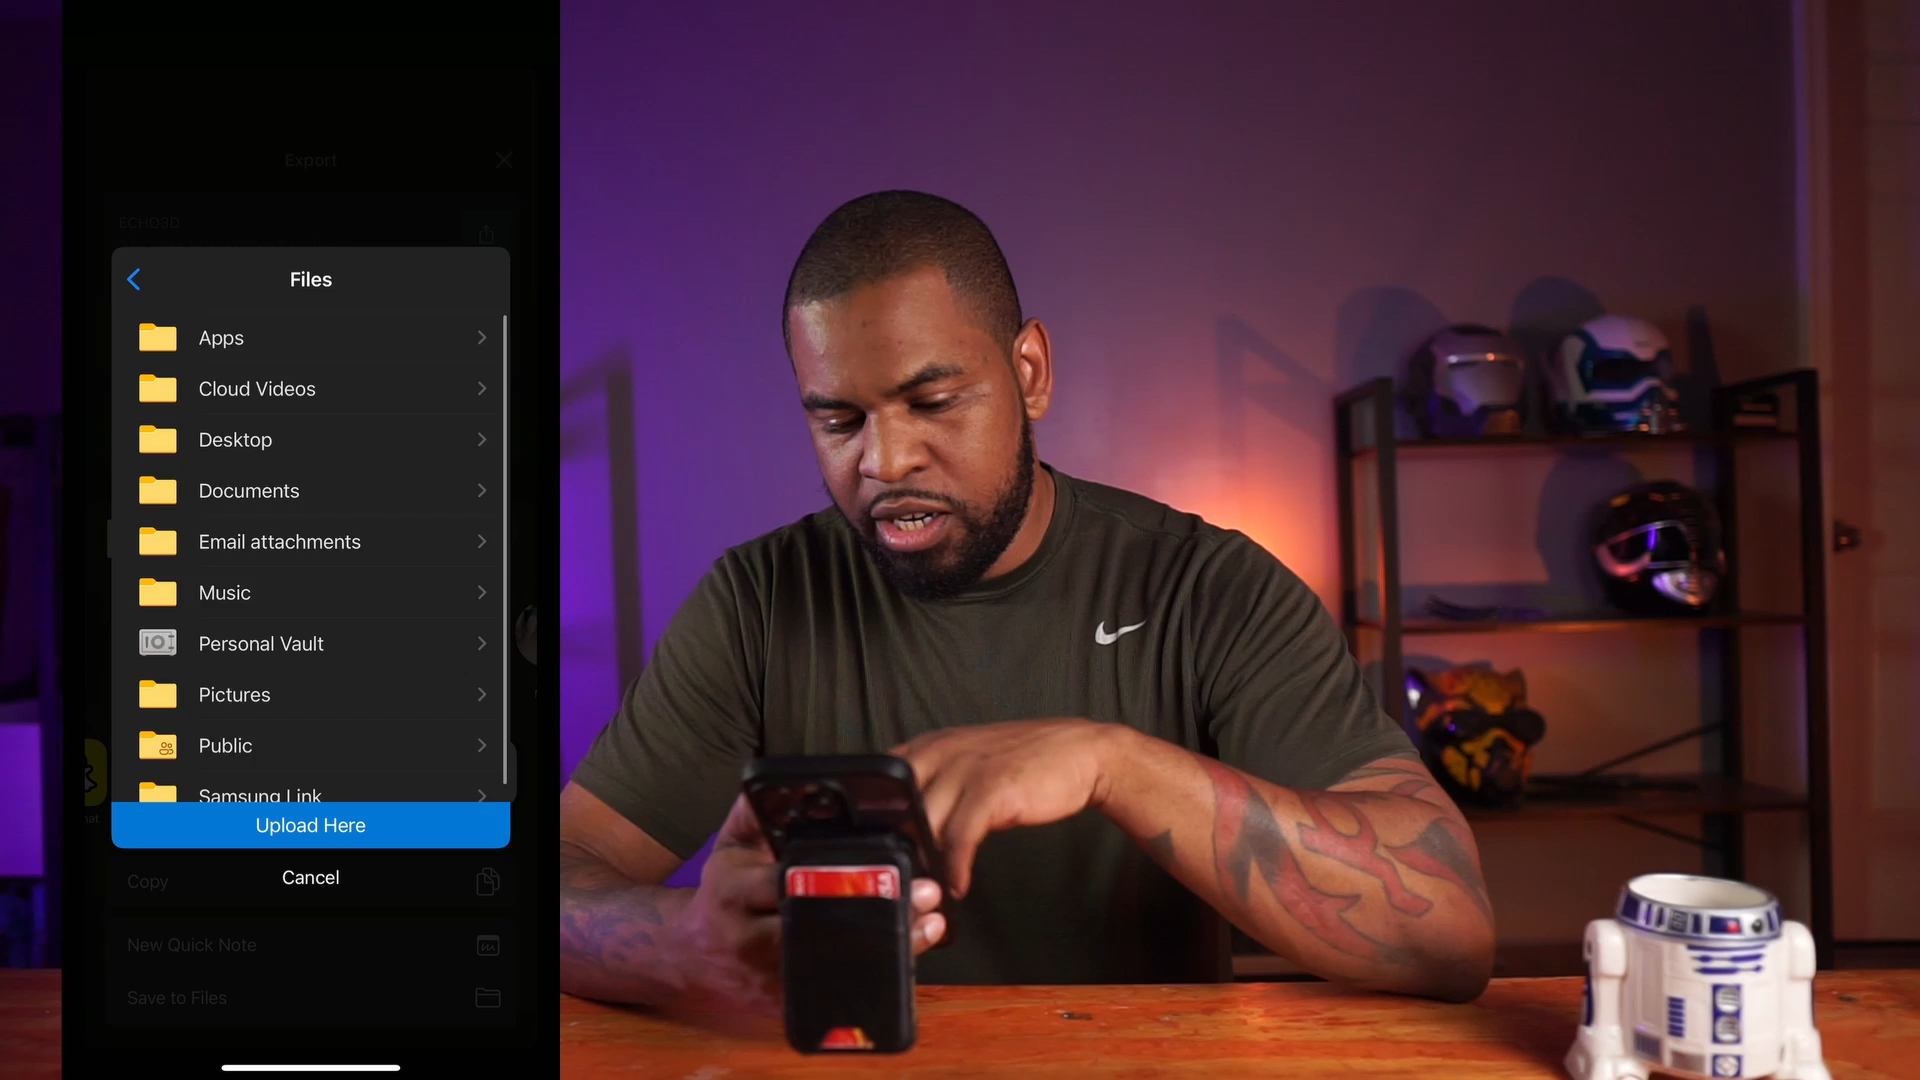 Export
ECHO3D
Files
Apps
Cloud Videos
Desktop
Documents
Email attachments
Music
Personal Vault
Pictures
Public
Samsung Link
Upload Here
Cancel
Copy
New Quick Note
Save to Files